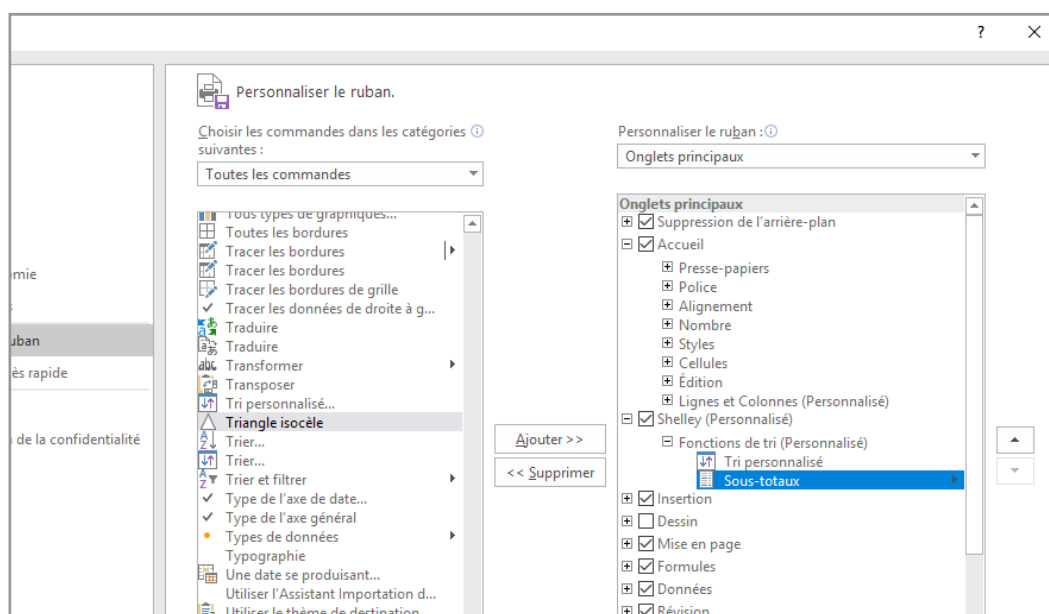 ?
Personnaliser le ruban.
Choisir les commandes dans les catégories
suivantes :
Toutes les commandes
Tous types de graphiques...
Toutes les bordures
Tracer les bordures
Tracer les bordures
Tracer les bordures de grille
Tracer les données de droite à g...
Traduire
Traduire
Transformer
Transposer
Tri personnalisé...
Triangle isocèle
Trier...
Trier...
Trier et filtrer
Type de l'axe de date...
Type de l'axe général
Types de données
Typographie
Une date se produisant...
Utiliser l'Assistant Importation d...
Utiliser le thème de destination
Ajouter >>
<< Supprimer
Personnaliser le ruban :
Onglets principaux
Onglets principaux
Suppression de l'arrière-plan
Accueil
Presse-papiers
Police
Alignement
Nombre
Styles
Cellules
Édition
Lignes et Colonnes (Personnalisé)
Shelley (Personnalisé)
Fonctions de tri (Personnalisé)
Tri personnalisé
Sous-totaux
Insertion
Dessin
Mise en page
Formules
Données
Révision
mie
uban
ès rapide
de la confidentialité